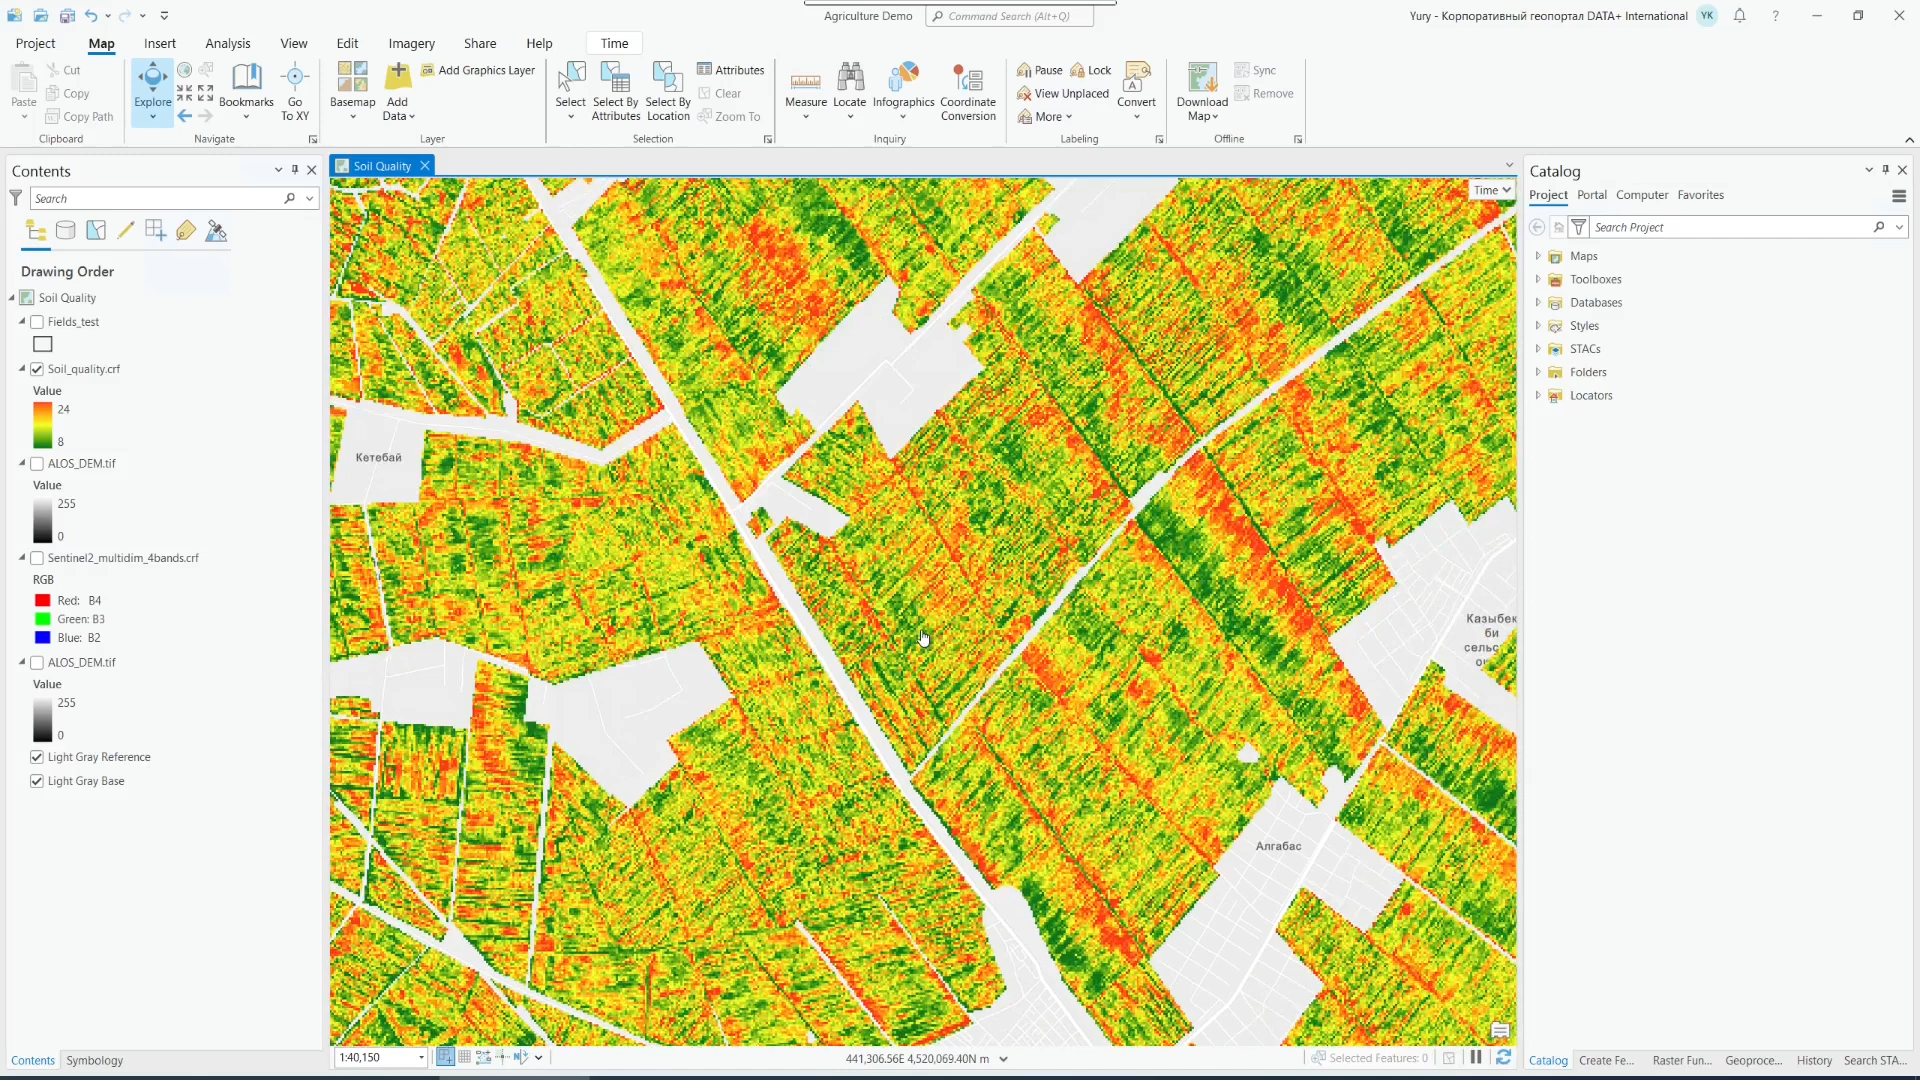 Agriculture Demo
Command Search (Alt+Q)
Yury - Корпоративный геопортал DATA+ International
YK
?
Project
Map
Insert
Analysis
View
Edit
Imagery
Share
Help
Time
Paste
Cut
Copy
Copy Path
Clipboard
Explore
Bookmarks
Go To XY
Navigate
Basemap
Add Data
Add Graphics Layer
Layer
Select
Select By Attributes
Select By Location
Attributes
Clear
Zoom To
Selection
Measure
Locate
Infographics
Coordinate Conversion
Inquiry
Pause
Lock
View Unplaced
More
Convert
Labeling
Download Map
Sync
Remove
Offline
Contents
Search
Drawing Order
Soil Quality
Fields_test
Soil_quality.crf
Value
24
8
ALOS_DEM.tif
Value
255
0
Sentinel2_multidim_4bands.crf
RGB
Red: B4
Green: B3
Blue: B2
ALOS_DEM.tif
Value
255
0
Light Gray Reference
Light Gray Base
Contents
Symbology
Soil Quality
Time
Кетебай
Казыбек
би
сельс
о
Алгабас
1:40,150
441,306.56E 4,520,069.40N m
Selected Features: 0
Catalog
Project
Portal
Computer
Favorites
Search Project
Maps
Toolboxes
Databases
Styles
STACs
Folders
Locators
Catalog
Create Fe...
Raster Fun...
Geoproce...
History
Search STA...